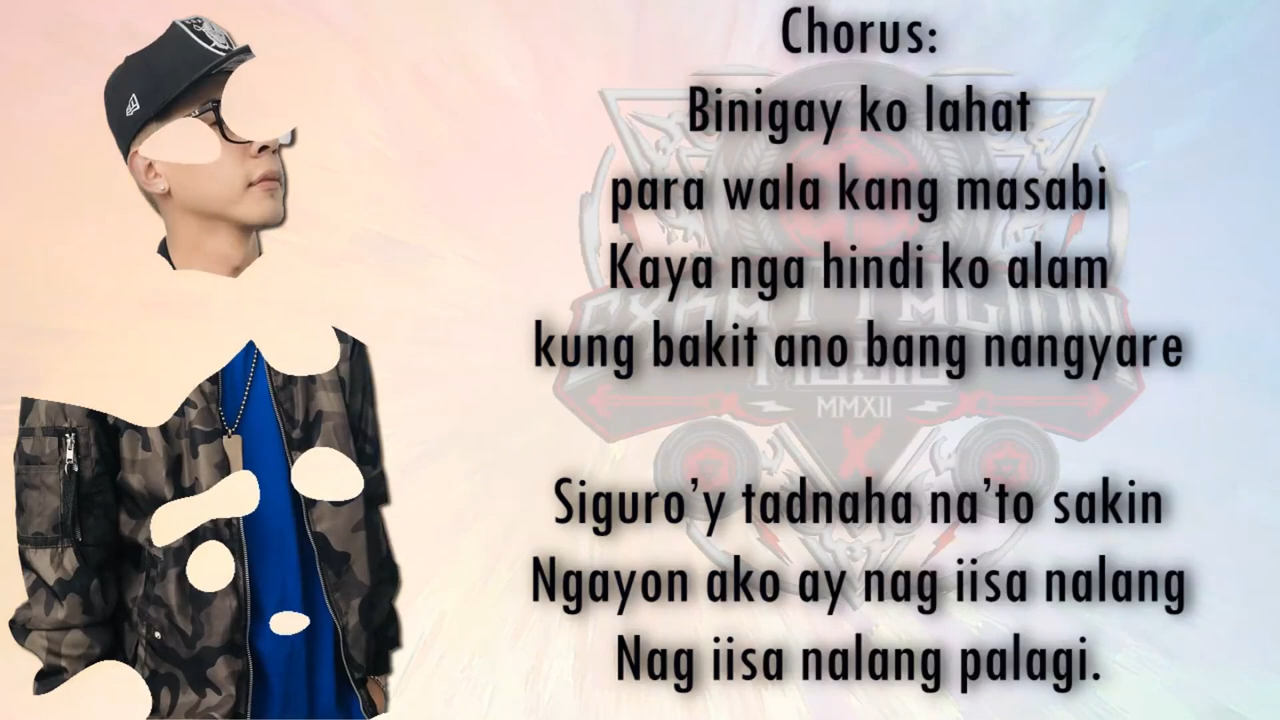 Chorus:
Binigay ko lahat
para wala kang masabi
Kaya nga hindi ko alam
kung bakit ano bang nangyare
MMXII
Siguro’y tadnaha na’to sakin
Ngayon ako ay nag iisa nalang
Nag iisa nalang palagi.